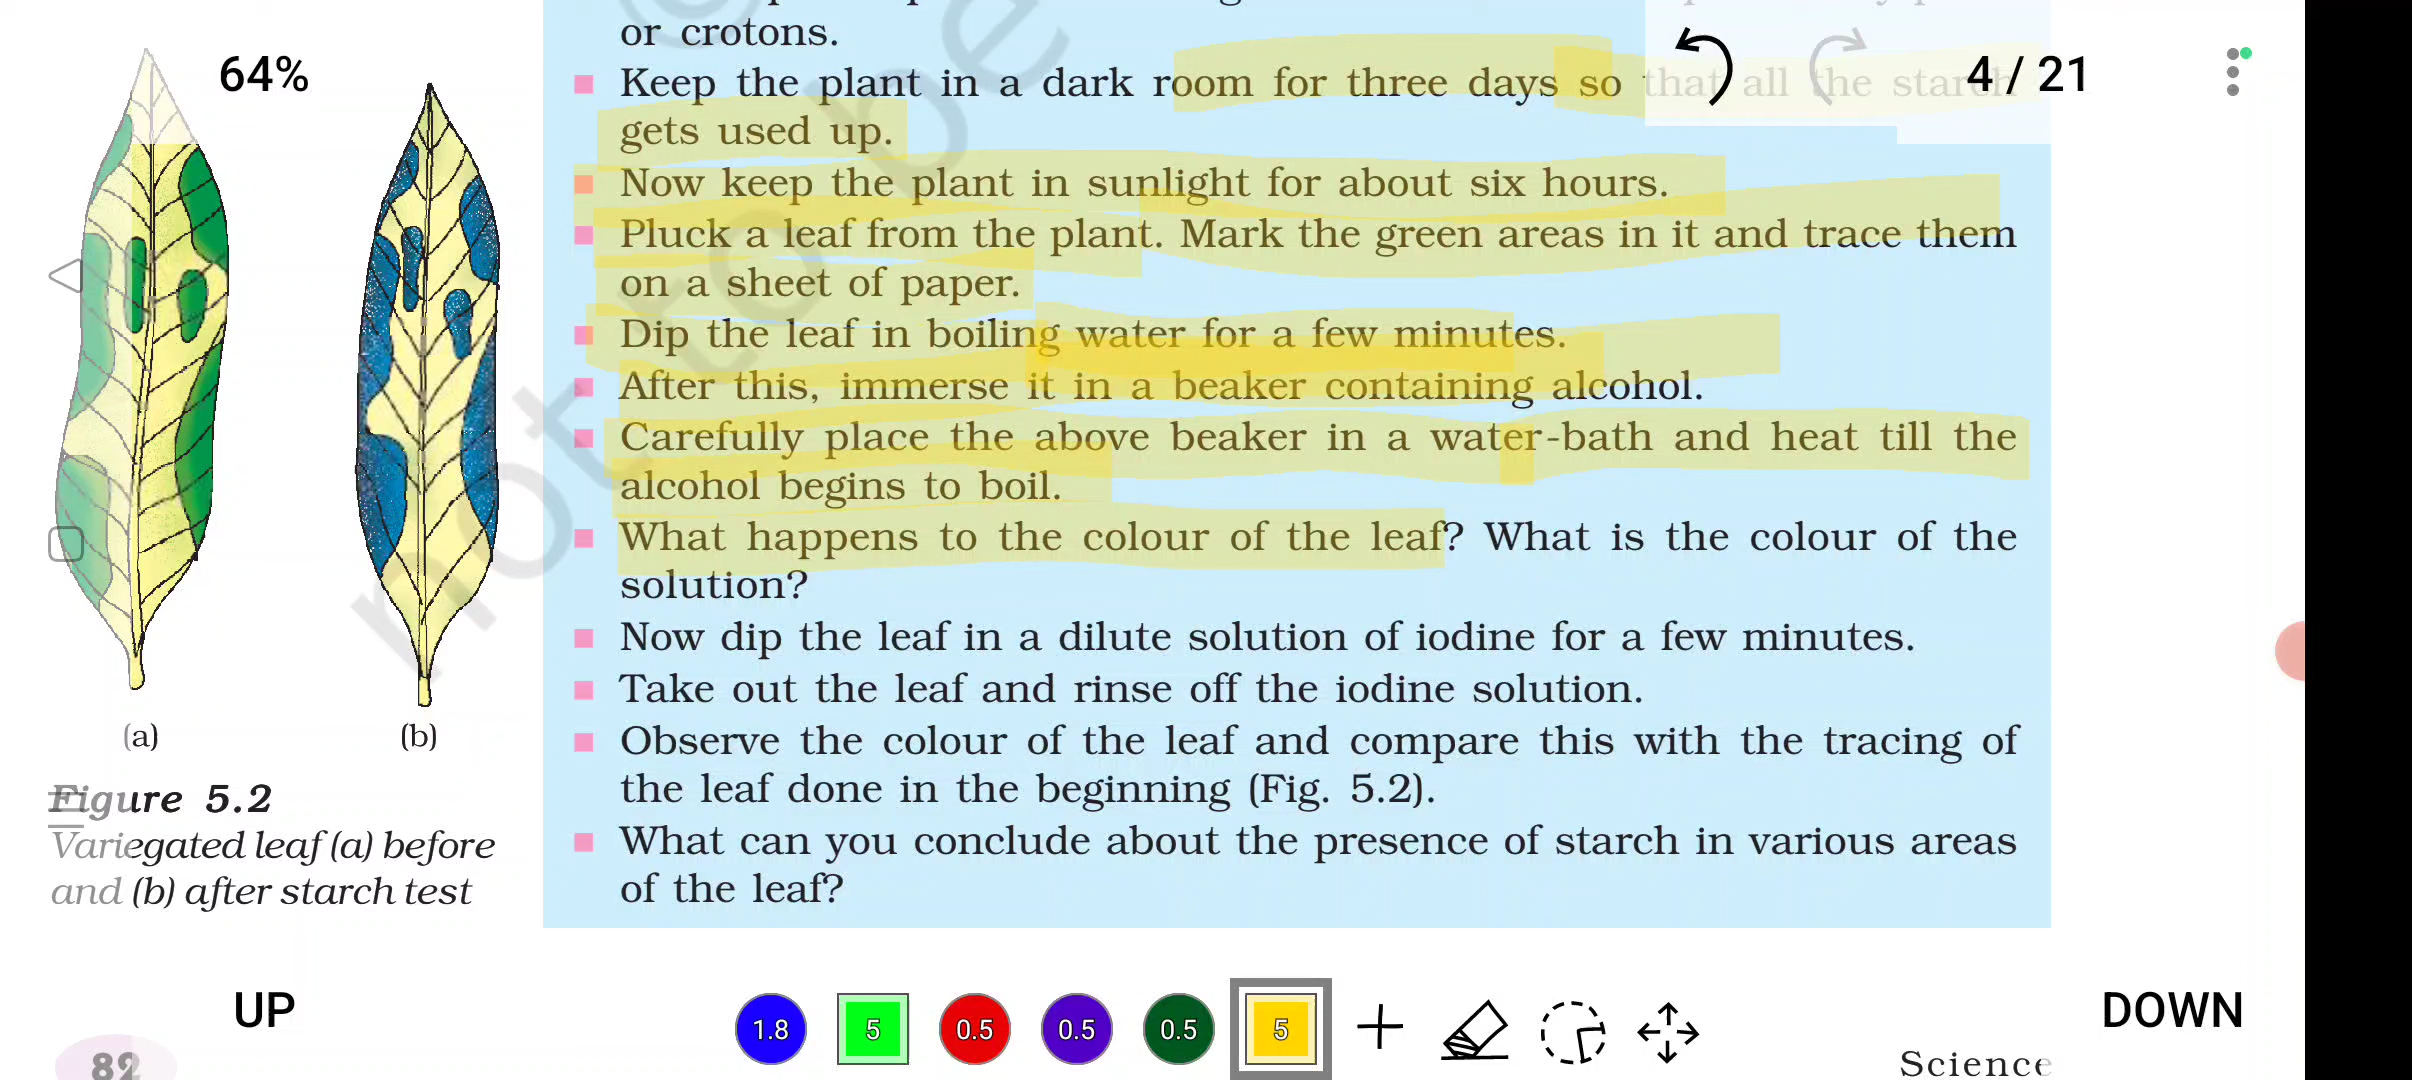 64%
4 / 21
or crotons.
Keep the plant in a dark room for three days so that all the starch
gets used up.
Now keep the plant in sunlight for about six hours.
Pluck a leaf from the plant. Mark the green areas in it and trace them
on a sheet of paper.
Dip the leaf in boiling water for a few minutes.
After this, immerse it in a beaker containing alcohol.
Carefully place the above beaker in a water-bath and heat till the
alcohol begins to boil.
What happens to the colour of the leaf? What is the colour of the
solution?
Now dip the leaf in a dilute solution of iodine for a few minutes.
Take out the leaf and rinse off the iodine solution.
Observe the colour of the leaf and compare this with the tracing of
the leaf done in the beginning (Fig. 5.2).
What can you conclude about the presence of starch in various areas
of the leaf?
(a)
(b)
Figure 5.2
Variegated leaf (a) before
and (b) after starch test
not to be
UP
1.8
5
0.5
0.5
0.5
5
DOWN
82
Science